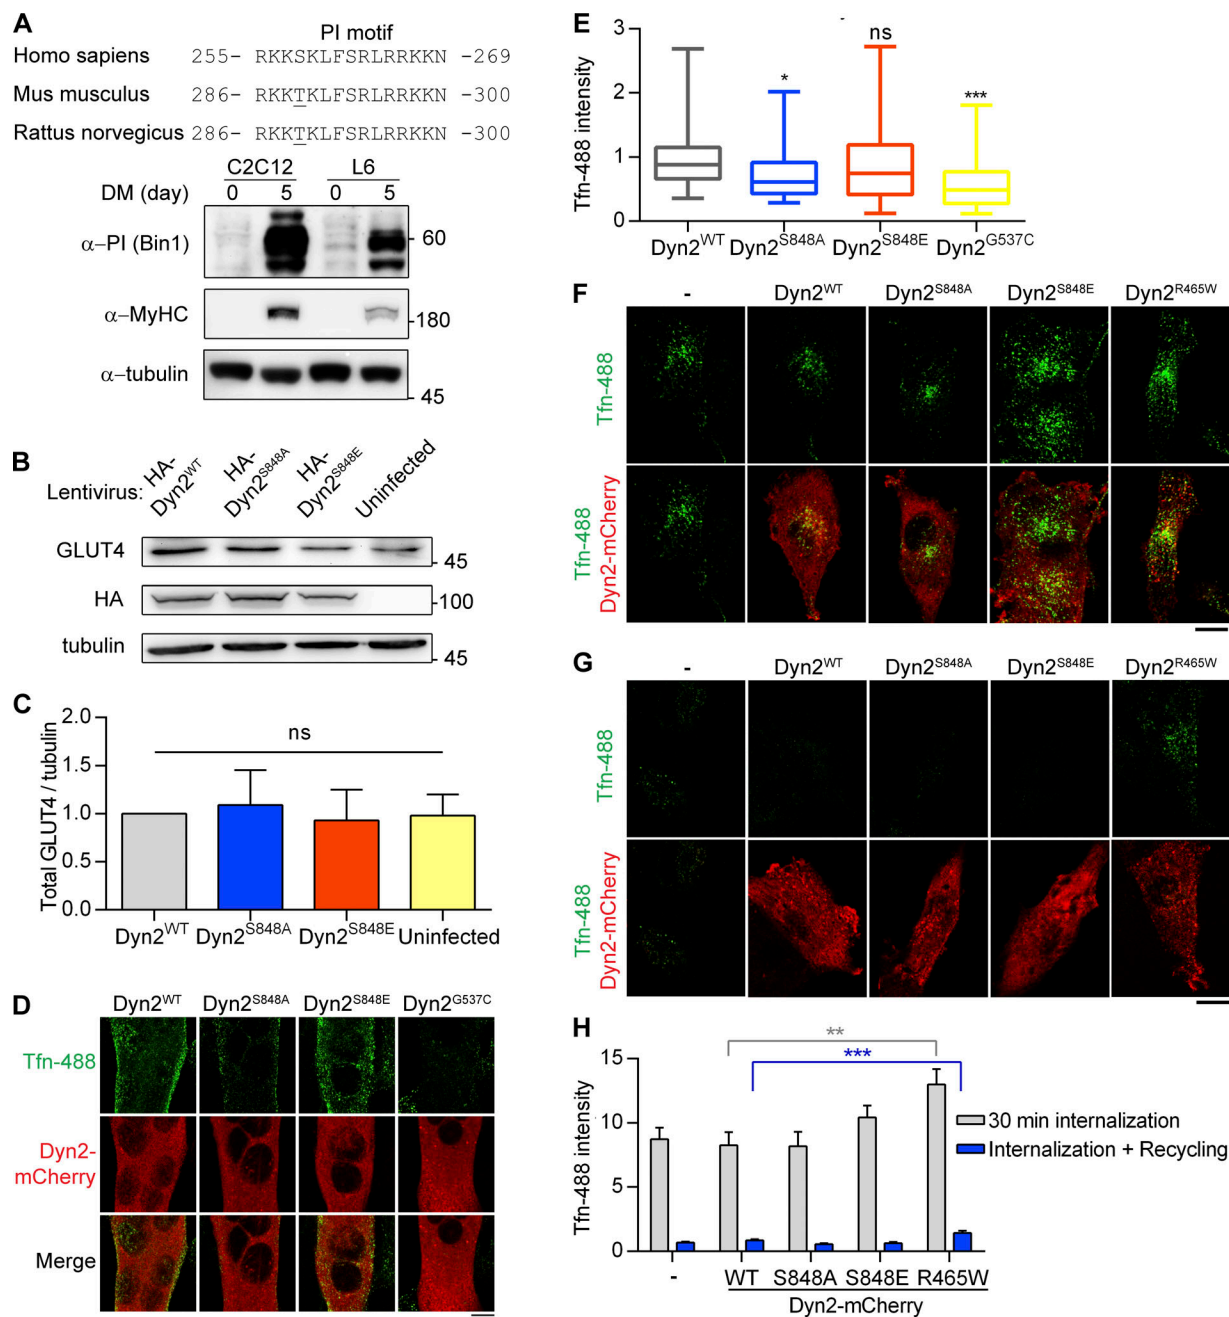 A
PI motif
Homo sapiens 255- RKKSKLFSRLRRKKN -269
Mus musculus 286- RKKTKLFSRLRRKKN -300
Rattus norvegicus 286- RKKTKLFSRLRRKKN -300
C2C12 L6
DM (day) 0 5 0 5
α–PI (Bin1) 60
α–MyHC 180
α–tubulin 45
B
Lentivirus: HA-Dyn2WT HA-Dyn2S848A HA-Dyn2S848E Uninfected
GLUT4 45
HA 100
tubulin 45
C
Total GLUT4 / tubulin
2.0
1.5
1.0
0.5
0.0
ns
Dyn2WT Dyn2S848A Dyn2S848E Uninfected
D
Dyn2WT Dyn2S848A Dyn2S848E Dyn2G537C
Tfn-488
Dyn2-
mCherry
Merge
E
Tfn-488 intensity
3
2
1
0
* ns ***
Dyn2WT Dyn2S848A Dyn2S848E Dyn2G537C
F
- Dyn2WT Dyn2S848A Dyn2S848E Dyn2R465W
Tfn-488
Tfn-488
Dyn2-mCherry
G
- Dyn2WT Dyn2S848A Dyn2S848E Dyn2R465W
Tfn-488
Tfn-488
Dyn2-mCherry
H
Tfn-488 intensity
15
10
5
0
**
***
30 min internalization
Internalization + Recycling
- WT S848A S848E R465W
Dyn2-mCherry